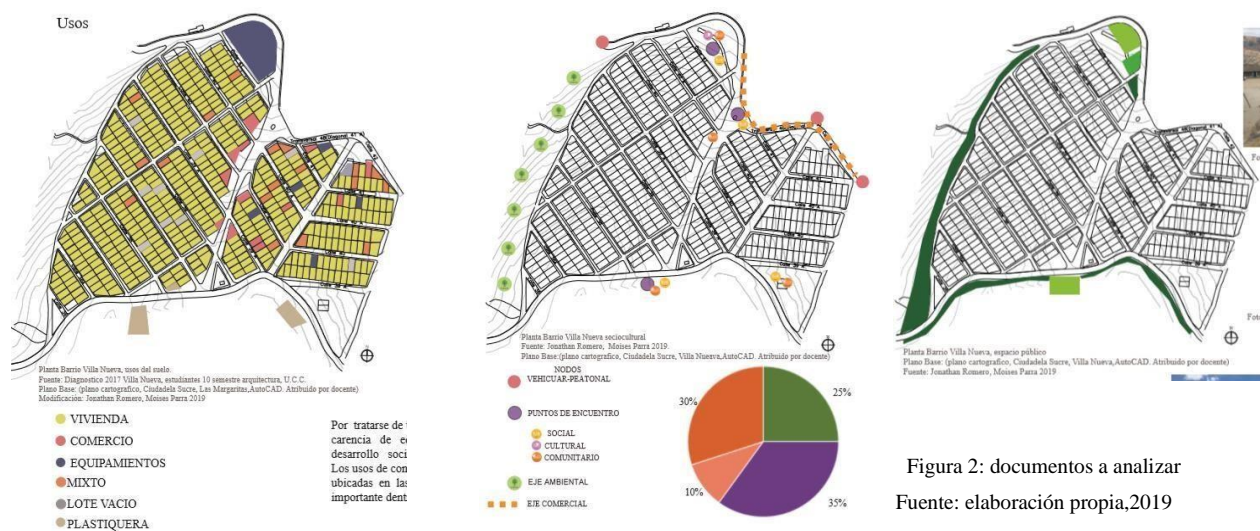 Usos
Planta Barrio Villa Nueva, usos del suelo.
Fuente: Diagnostico 2017 Villa Nueva, estudiantes 10 semestre arquitectura, U.C.C.
Plano Base: (plano cartografico, Ciudadela Sucre, Las Margaritas,AutoCAD. Atribuido por docente)
Modificación: Jonathan Romero, Moises Parra 2019
VIVIENDA
COMERCIO
EQUIPAMIENTOS
MIXTO
LOTE VACIO
PLASTIQUERA
Por tratarse de
carencia de
desarrollo soci
Los usos de con
ubicadas en las
importante dent
Planta Barrio Villa Nueva sociocultural
Fuente: Jonathan Romero, Moises Parra 2019.
Plano Base:(plano cartografico, Ciudadela Sucre, Villa Nueva,AutoCAD. Atribuido por docente)
NODOS
VEHICUAR-PEATONAL
PUNTOS DE ENCUENTRO
SOCIAL
CULTURAL
COMUNITARIO
EJE AMBIENTAL
EJE COMERCIAL
30%
25%
10%
35%
Planta Barrio Villa Nueva, espacio público
Plano Base: (plano cartografico, Ciudadela Sucre, Villa Nueva,AutoCAD. Atribuido por docente)
Fuente: Jonathan Romero, Moises Parra 2019
Figura 2: documentos a analizar
Fuente: elaboración propia,2019